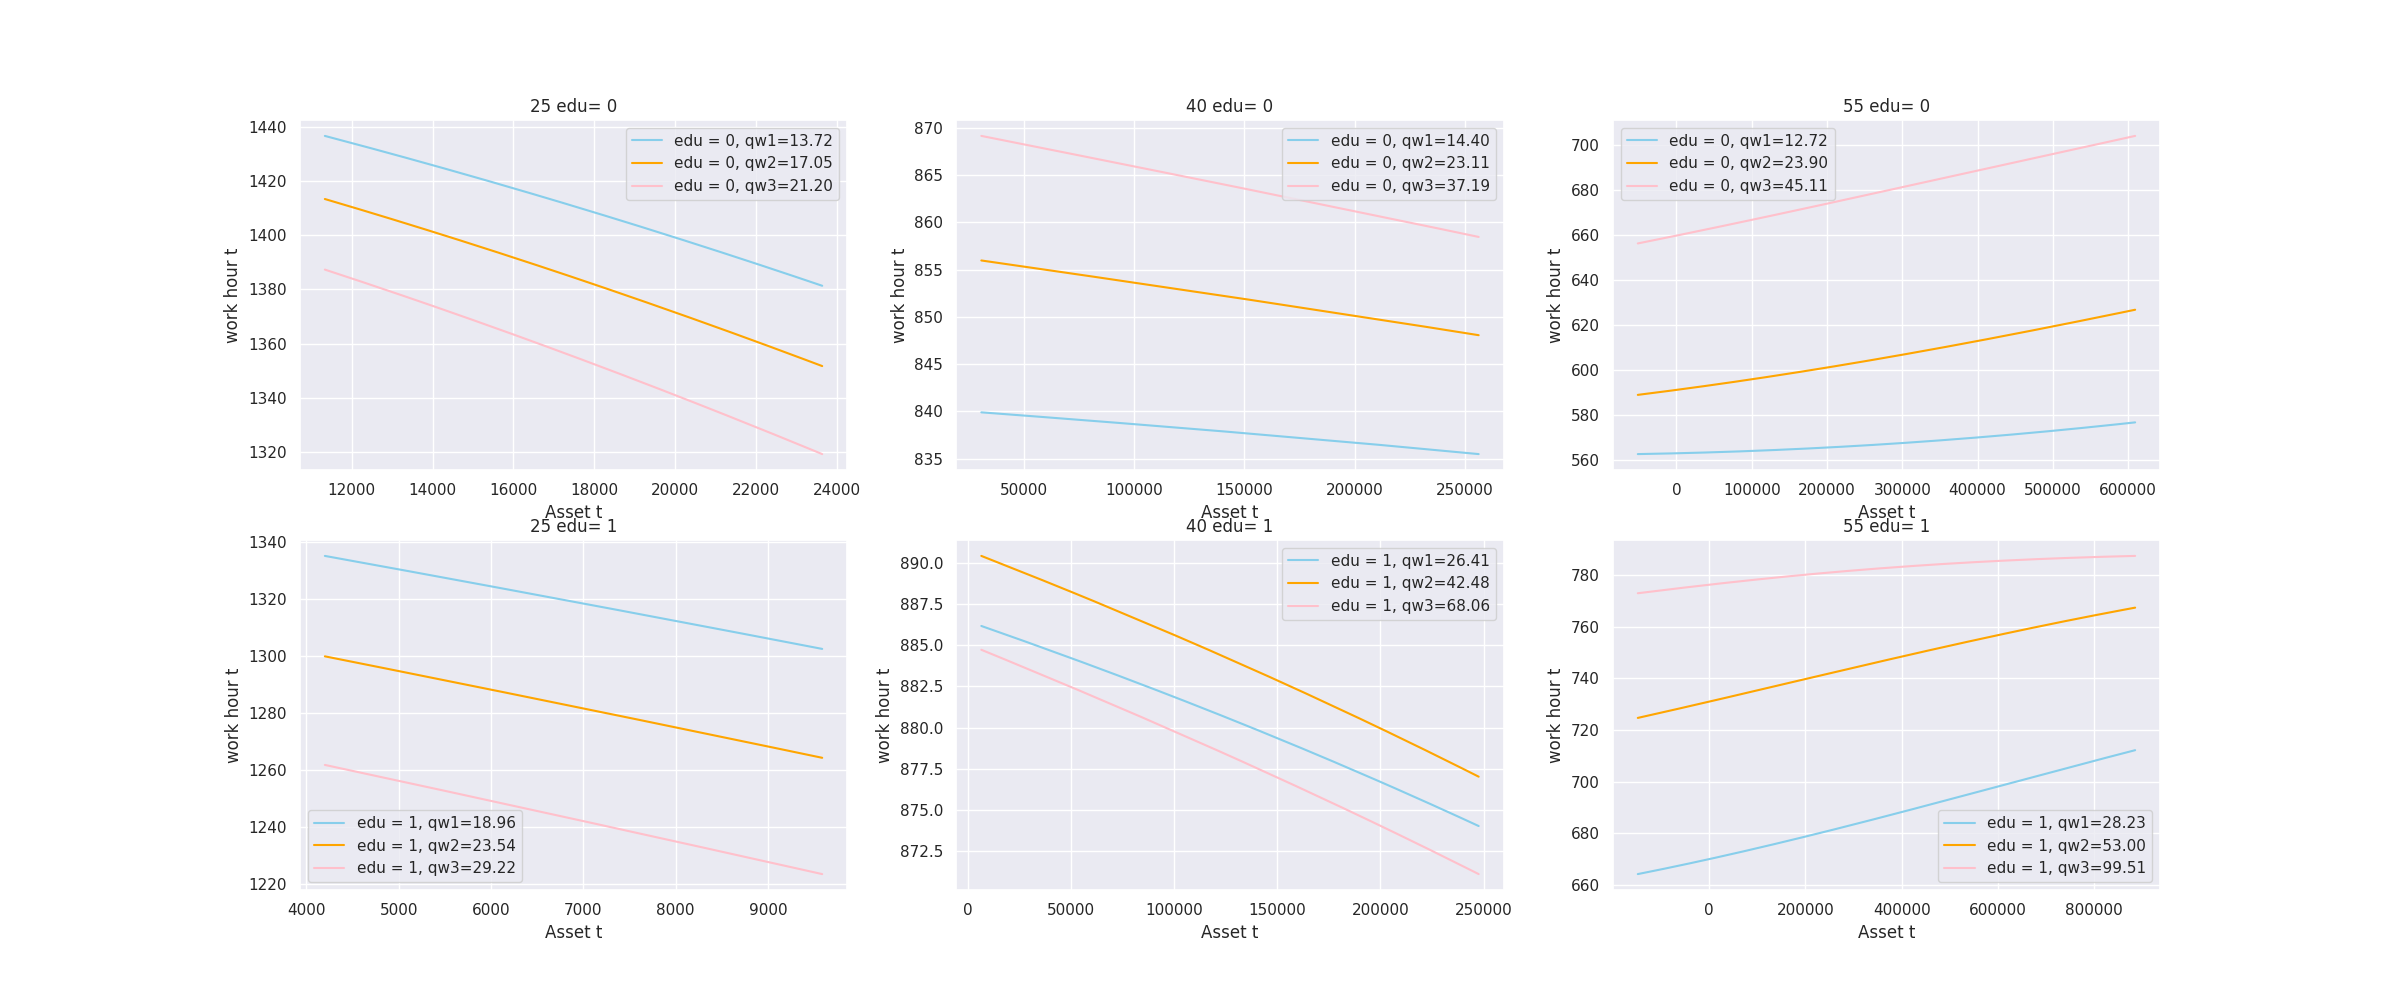 25 edu= 0
work hour t
1440
1420
1400
1380
1360
1340
1320
edu = 0, qw1=13.72
edu = 0, qw2=17.05
edu = 0, qw3=21.20
12000 14000 16000 18000 20000 22000 24000
Asset t
40 edu= 0
work hour t
870
865
860
855
850
845
840
835
edu = 0, qw1=14.40
edu = 0, qw2=23.11
edu = 0, qw3=37.19
50000 100000 150000 200000 250000
Asset t
55 edu= 0
work hour t
700
680
660
640
620
600
580
560
edu = 0, qw1=12.72
edu = 0, qw2=23.90
edu = 0, qw3=45.11
0 100000 200000 300000 400000 500000 600000
Asset t
25 edu= 1
work hour t
1340
1320
1300
1280
1260
1240
1220
edu = 1, qw1=18.96
edu = 1, qw2=23.54
edu = 1, qw3=29.22
4000 5000 6000 7000 8000 9000
Asset t
40 edu= 1
work hour t
890.0
887.5
885.0
882.5
880.0
877.5
875.0
872.5
edu = 1, qw1=26.41
edu = 1, qw2=42.48
edu = 1, qw3=68.06
0 50000 100000 150000 200000 250000
Asset t
55 edu= 1
work hour t
780
760
740
720
700
680
660
edu = 1, qw1=28.23
edu = 1, qw2=53.00
edu = 1, qw3=99.51
0 200000 400000 600000 800000
Asset t